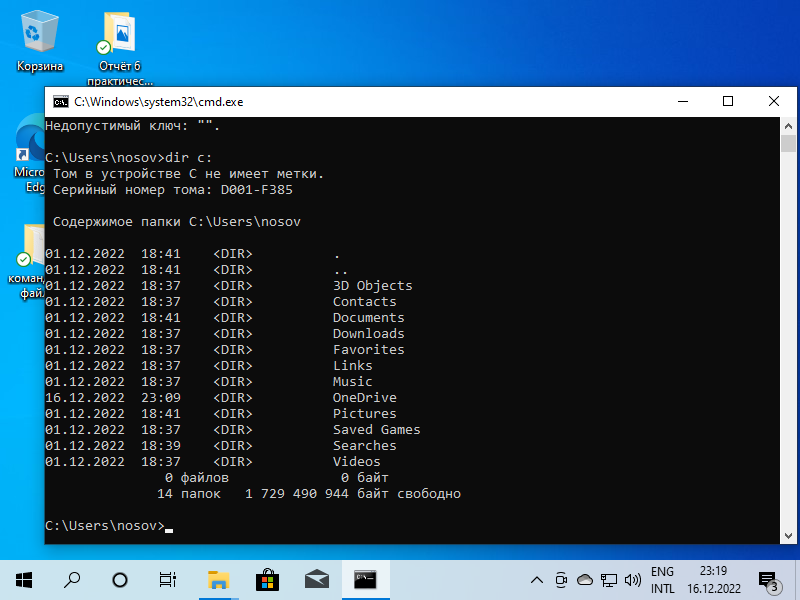 Корзина
Отчёт 6
практичес...
C:\Windows\system32\cmd.exe
Недопустимый ключ: "".
C:\Users\nosov>dir c:
Том в устройстве C не имеет метки.
Серийный номер тома: D001-F385
Содержимое папки C:\Users\nosov
01.12.2022  18:41    <DIR>          .
01.12.2022  18:41    <DIR>          ..
01.12.2022  18:37    <DIR>          3D Objects
01.12.2022  18:37    <DIR>          Contacts
01.12.2022  18:41    <DIR>          Documents
01.12.2022  18:37    <DIR>          Downloads
01.12.2022  18:37    <DIR>          Favorites
01.12.2022  18:37    <DIR>          Links
01.12.2022  18:37    <DIR>          Music
16.12.2022  23:09    <DIR>          OneDrive
01.12.2022  18:41    <DIR>          Pictures
01.12.2022  18:37    <DIR>          Saved Games
01.12.2022  18:39    <DIR>          Searches
01.12.2022  18:37    <DIR>          Videos
0 файлов              0 байт
14 папок   1 729 490 944 байт свободно
C:\Users\nosov>
Micro
Edg
коман
фай
ENG
INTL
23:19
16.12.2022
3